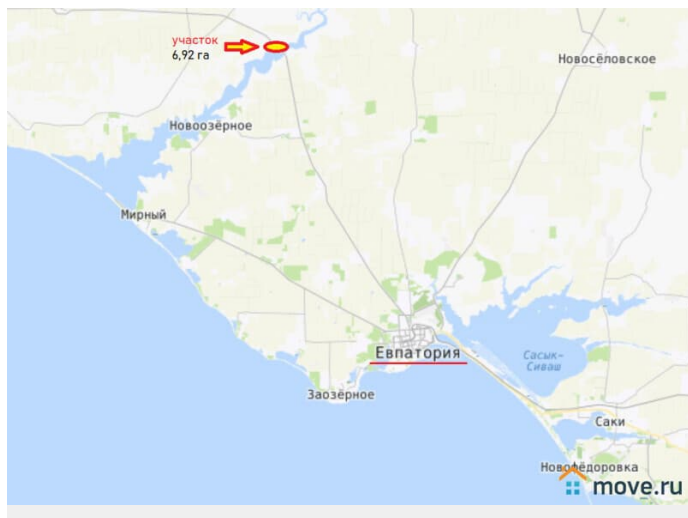 участок
6,92 га
Новосёловское
Новоозёрное
Мирный
Евпатория
Сасык-
Сиваш
Заозёрное
Саки
Новофёдоровка
move.ru